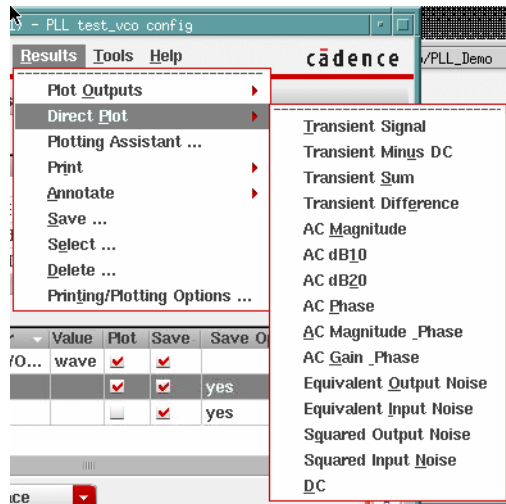 PLL test_vco config
Results Tools Help
cādence
/PLL_Demo
Plot Outputs
Direct Plot
Plotting Assistant ...
Print
Annotate
Save ...
Select ...
Delete ...
Printing/Plotting Options ...
Transient Signal
Transient Minus DC
Transient Sum
Transient Difference
AC Magnitude
AC dB10
AC dB20
AC Phase
AC Magnitude _Phase
AC Gain _Phase
Equivalent Output Noise
Equivalent Input Noise
Squared Output Noise
Squared Input Noise
DC
Value Plot Save Save Op
/O... wave
yes
yes
ace